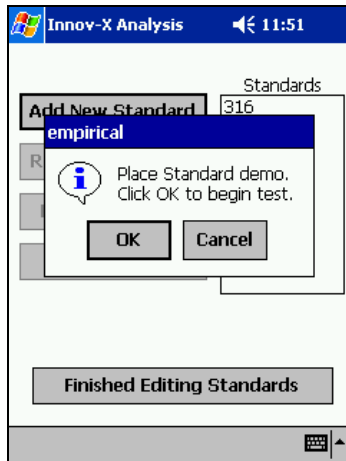 Innov-X Analysis 11:51
Standards
Add New Standard
316
R
empirical
Place Standard demo.
Click OK to begin test.
OK Cancel
Finished Editing Standards